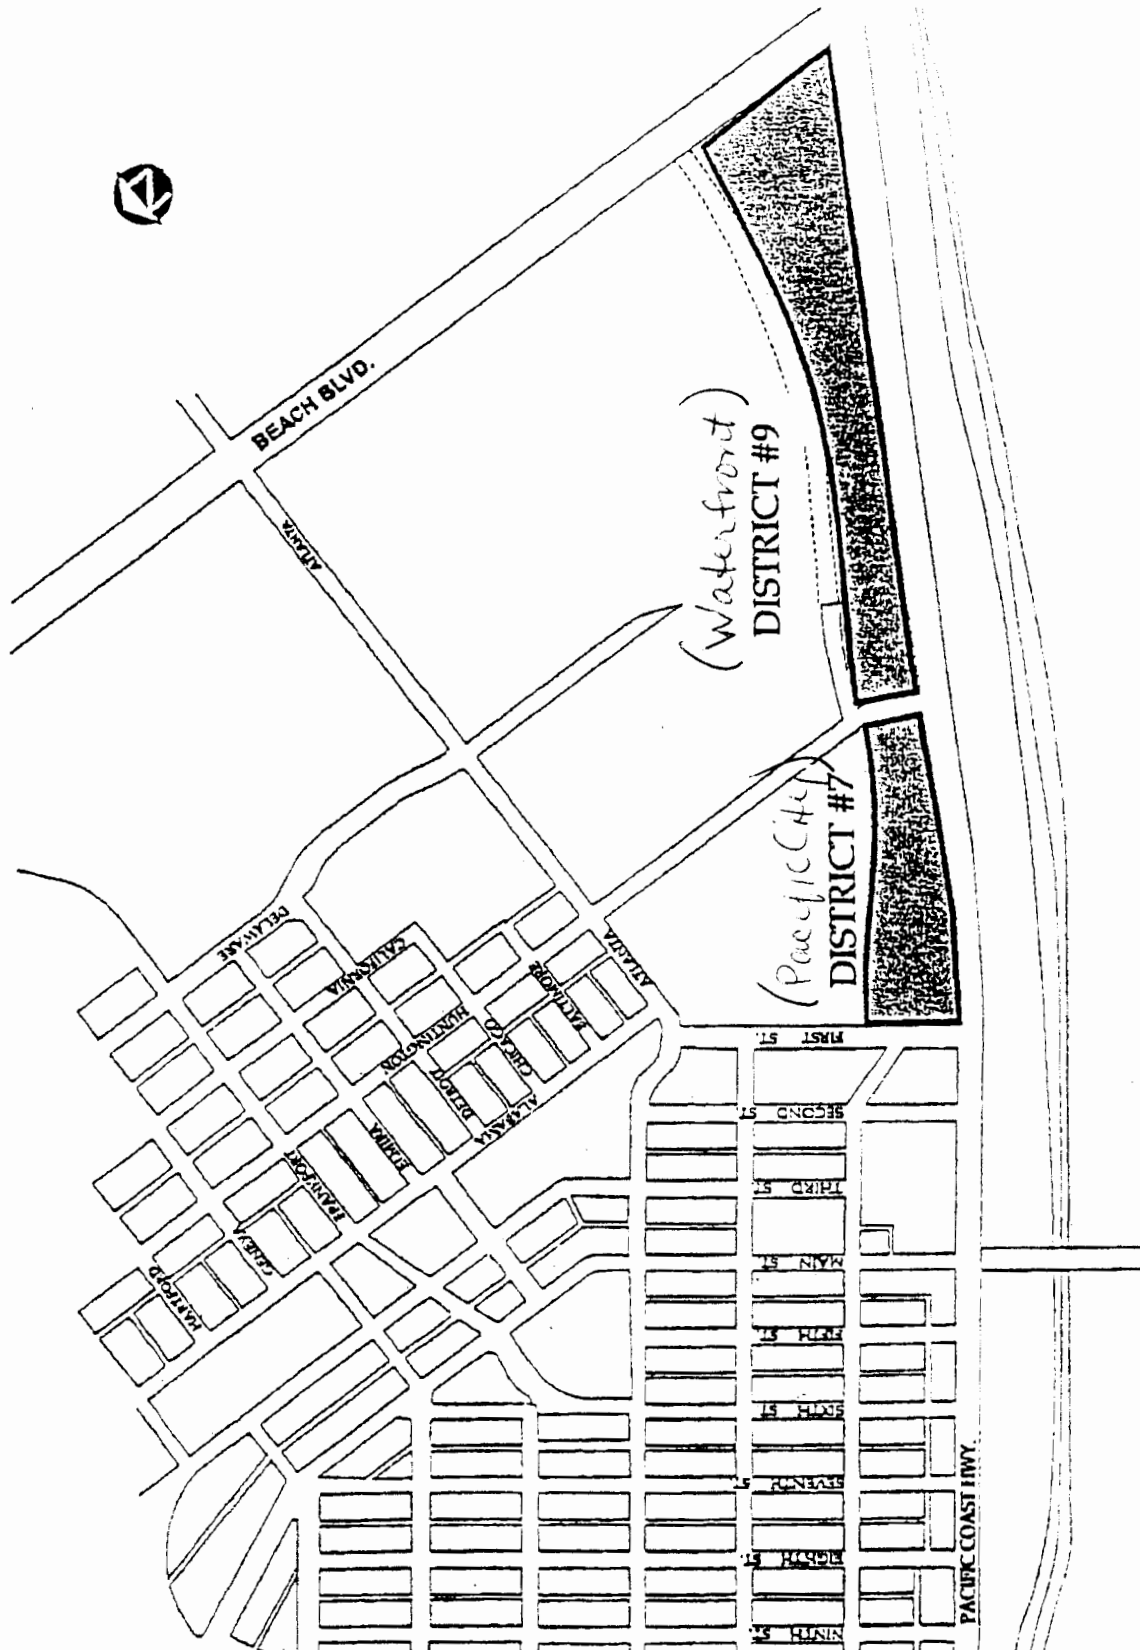 BEACH BLVD.
ATLANTA
(Waterfront)
DISTRICT #9
(Pacific City)
DISTRICT #7
DELAWARE
CALIFORNIA
HUNTINGTON
ATLANTA
BALTIMORE
CHICAGO
DETROIT
ALABAMA
ELMIRA
FRANKFORT
GENEVA
HARTFORD
FIRST ST.
SECOND ST.
THIRD ST.
MAIN ST.
FIFTH ST.
SIXTH ST.
SEVENTH ST.
EIGHTH ST.
NINTH ST.
PACIFIC COAST HWY.